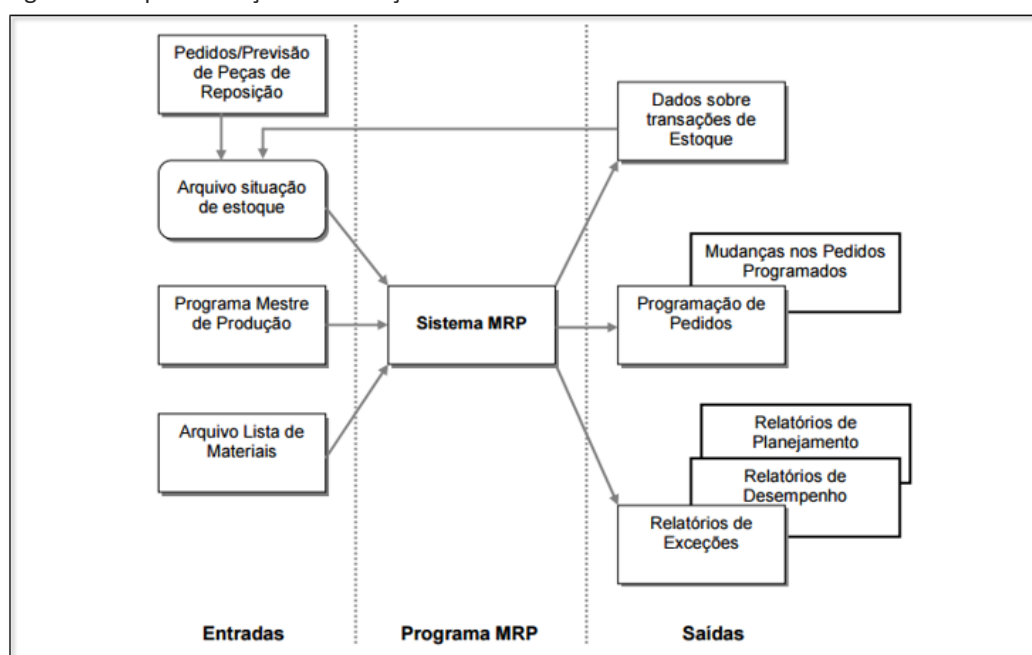 Pedidos/Previsão
de Peças de
Reposição
Arquivo situação
de estoque
Programa Mestre
de Produção
Arquivo Lista de
Materiais
Sistema MRP
Dados sobre
transações de
Estoque
Mudanças nos Pedidos
Programados
Programação de
Pedidos
Relatórios de
Planejamento
Relatórios de
Desempenho
Relatórios de
Exceções
Entradas
Programa MRP
Saídas